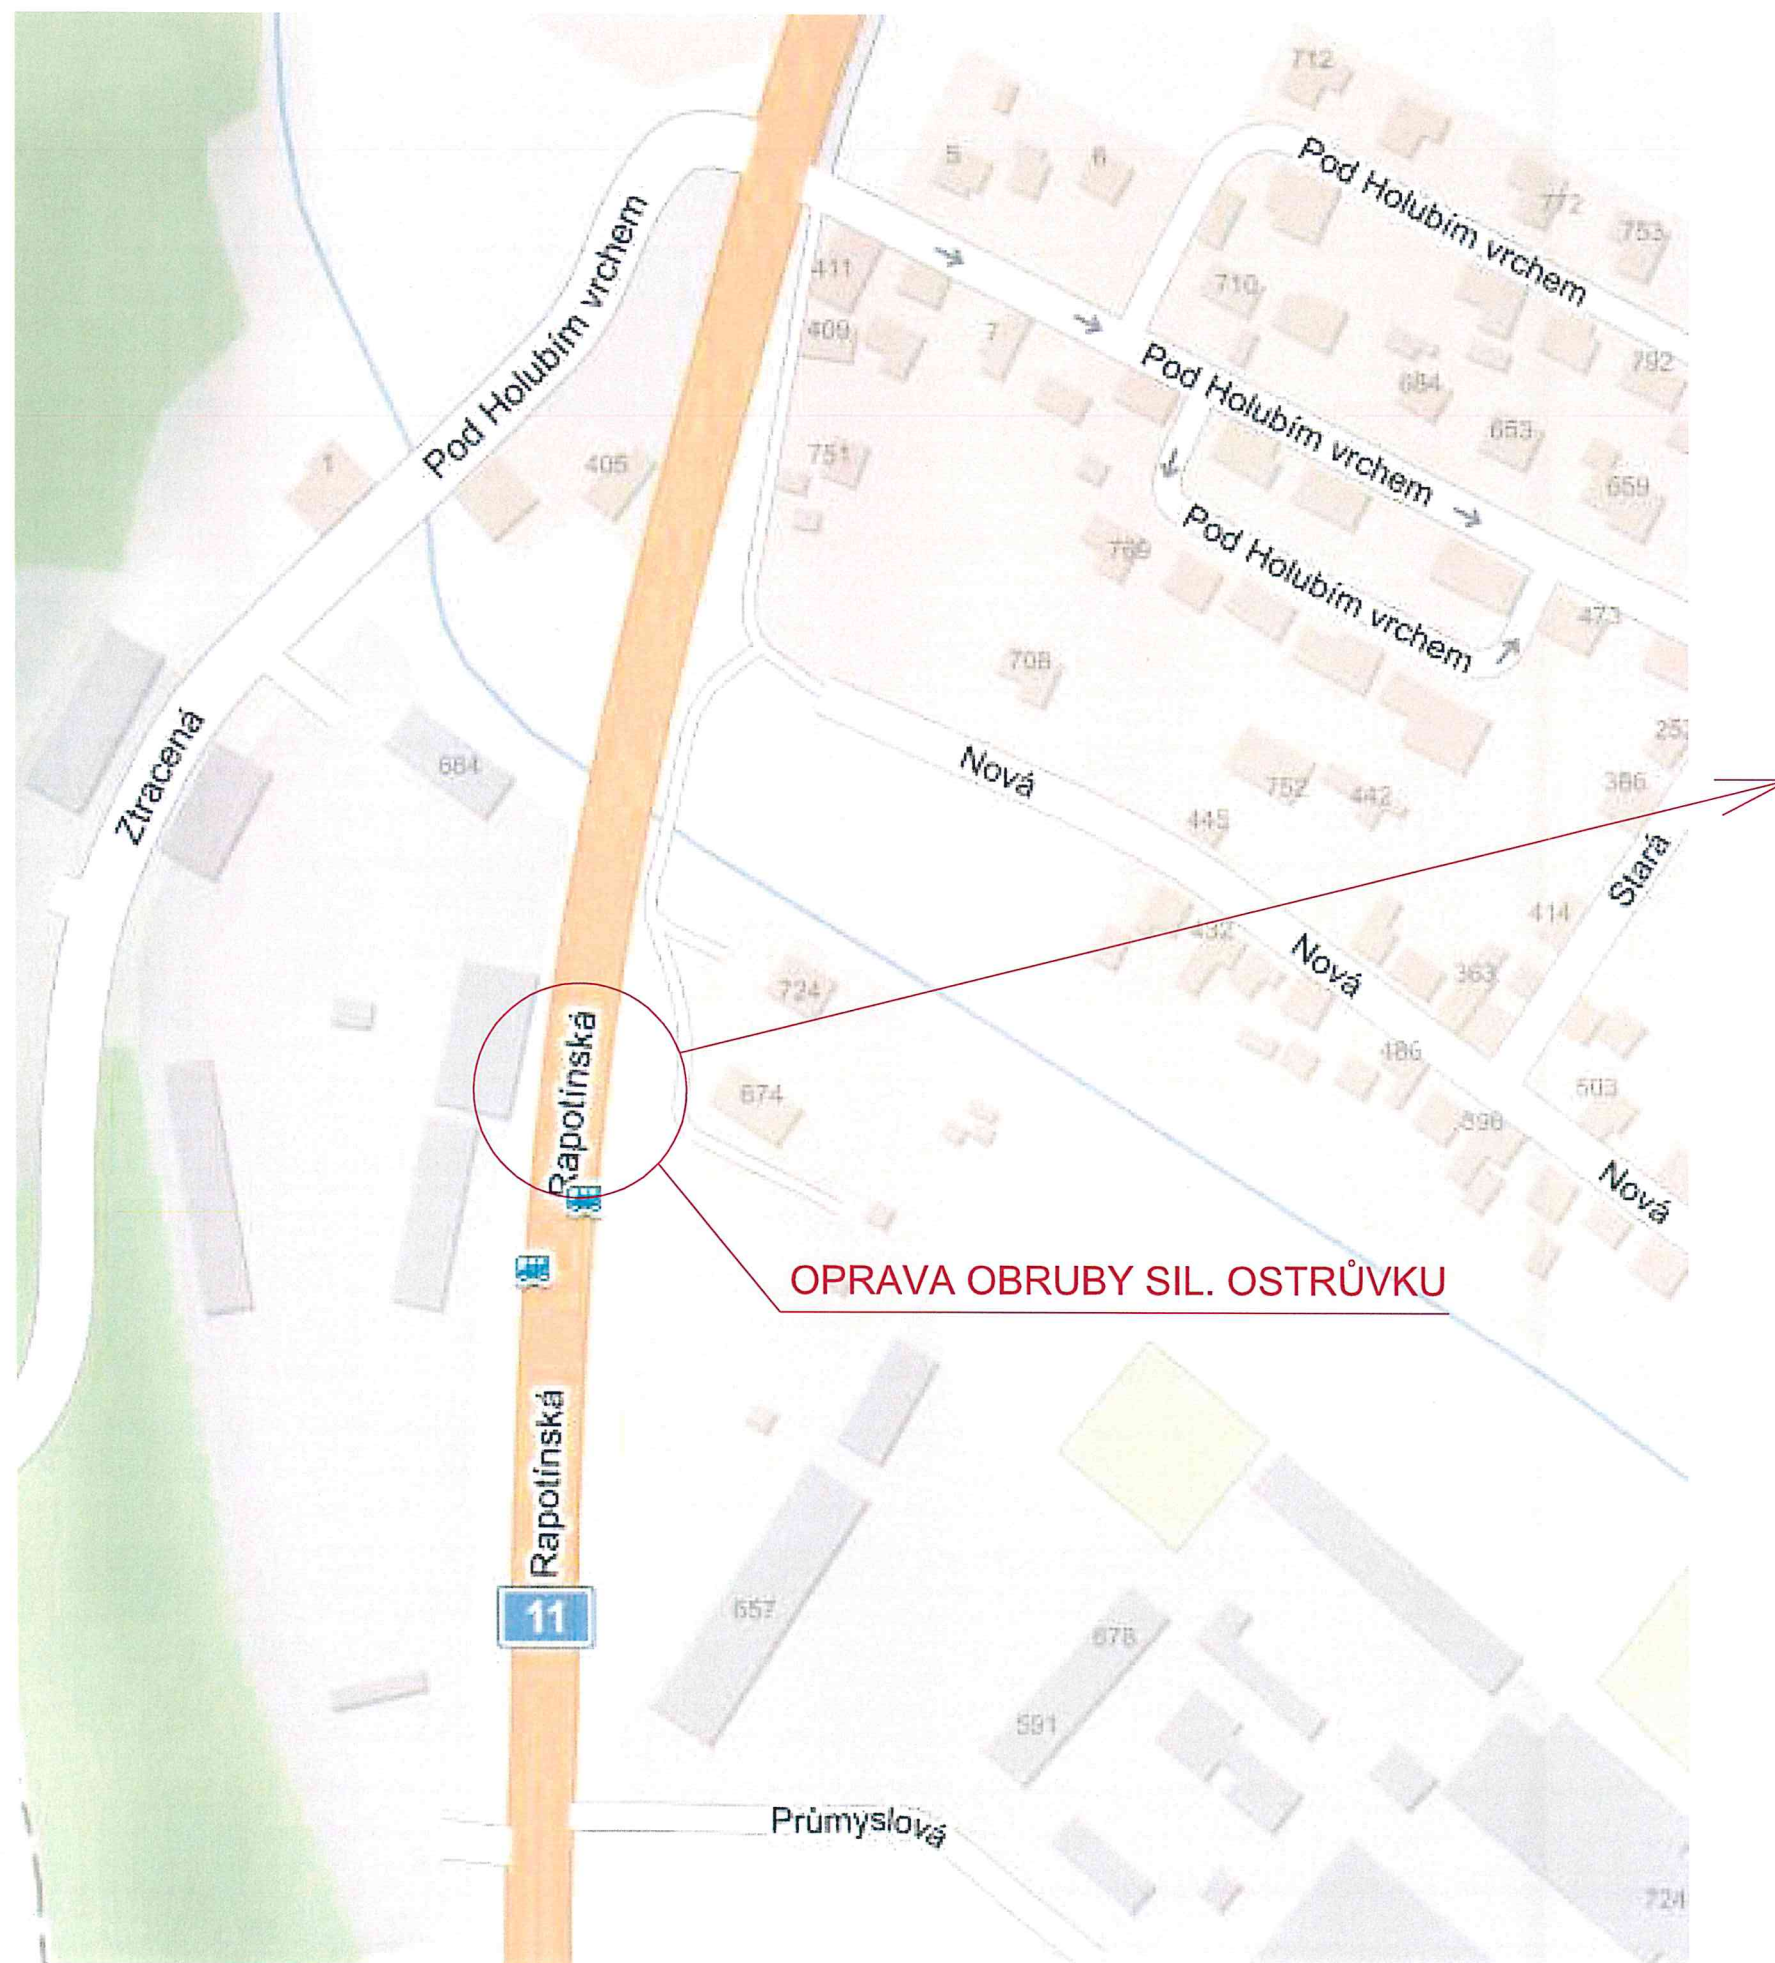 712
5
6
Pod Holubím vrchem
772
753
Pod Holubím vrchem
411
710
409
7
792
Pod Holubím vrchem
684
653
751
1
405
659
Pod Holubím vrchem
769
473
708
Ztracená
684
Nová
252
752
442
386
445
Stará
414
432
Nová
363
724
486
Rapotínská
674
503
398
Nová
OPRAVA OBRUBY SIL. OSTRŮVKU
Rapotínská
11
657
678
591
Průmyslová
724